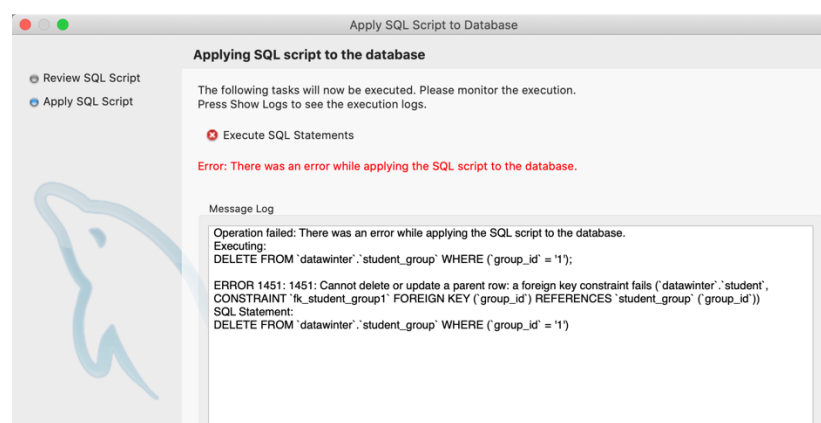 Apply SQL Script to Database
Applying SQL script to the database
Review SQL Script
Apply SQL Script
The following tasks will now be executed. Please monitor the execution.
Press Show Logs to see the execution logs.
Execute SQL Statements
Error: There was an error while applying the SQL script to the database.
Message Log
Operation failed: There was an error while applying the SQL script to the database.
Executing:
DELETE FROM `datawinter`.`student_group` WHERE (`group_id` = '1');
ERROR 1451: 1451: Cannot delete or update a parent row: a foreign key constraint fails (`datawinter`.`student`,
CONSTRAINT `fk_student_group1` FOREIGN KEY (`group_id`) REFERENCES `student_group` (`group_id`))
SQL Statement:
DELETE FROM `datawinter`.`student_group` WHERE (`group_id` = '1')